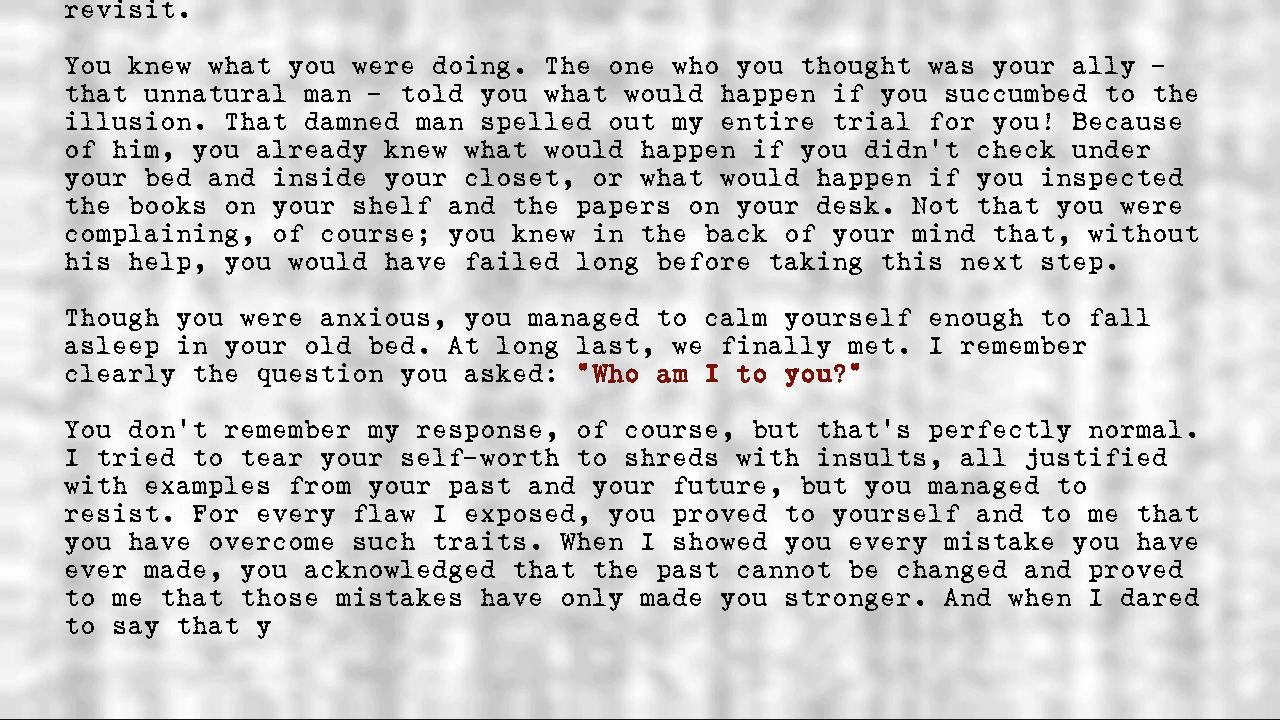 revisit.
You knew what you were doing. The one who you thought was your ally -
that unnatural man - told you what would happen if you succumbed to the
illusion. That damned man spelled out my entire trial for you! Because
of him, you already knew what would happen if you didn't check under
your bed and inside your closet, or what would happen if you inspected
the books on your shelf and the papers on your desk. Not that you were
complaining, of course; you knew in the back of your mind that, without
his help, you would have failed long before taking this next step.
Though you were anxious, you managed to calm yourself enough to fall
asleep in your old bed. At long last, we finally met. I remember
clearly the question you asked: "Who am I to you?"
You don't remember my response, of course, but that's perfectly normal.
I tried to tear your self-worth to shreds with insults, all justified
with examples from your past and your future, but you managed to
resist. For every flaw I exposed, you proved to yourself and to me that
you have overcome such traits. When I showed you every mistake you have
ever made, you acknowledged that the past cannot be changed and proved
to me that those mistakes have only made you stronger. And when I dared
to say that y